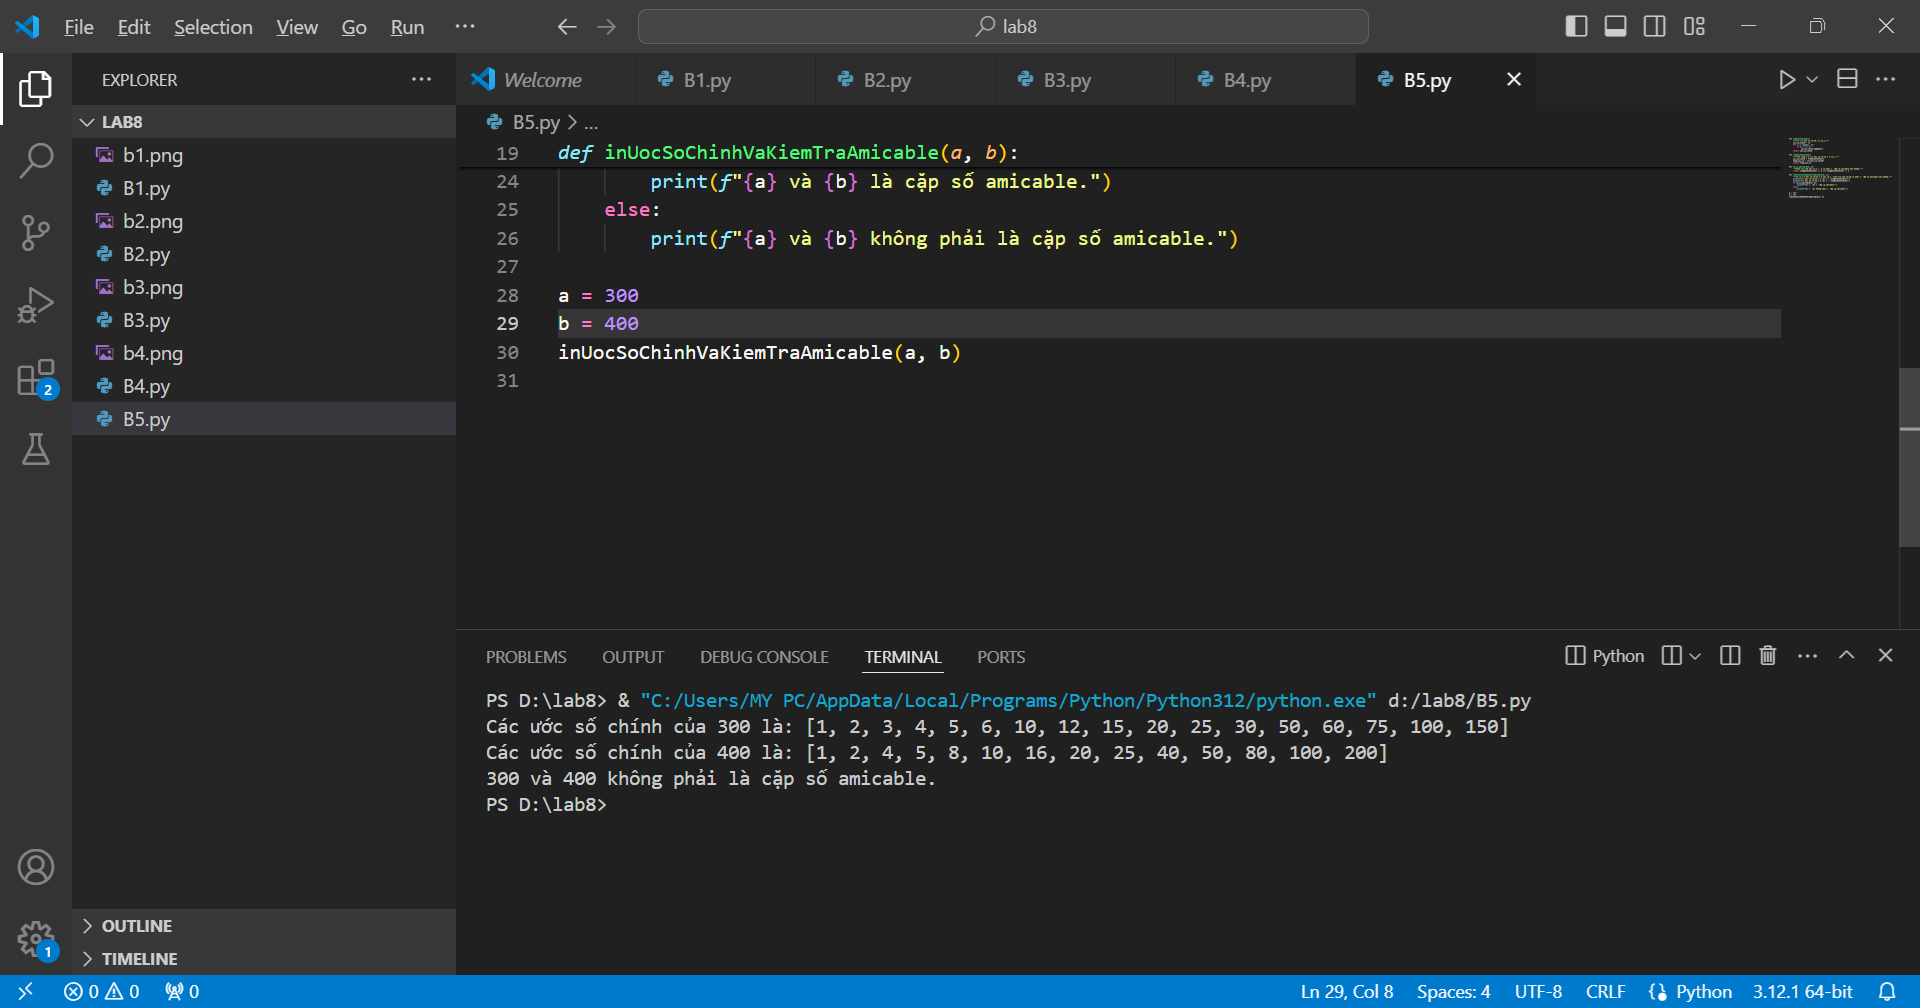 File Edit Selection View Go Run ··· lab8
EXPLORER ···
LAB8
b1.png
B1.py
b2.png
B2.py
b3.png
B3.py
b4.png
B4.py
B5.py
OUTLINE
TIMELINE
2
1
Welcome B1.py B2.py B3.py B4.py B5.py
B5.py > ...
19 def inUocSoChinhVaKiemTraAmicable(a, b):
24 print(f"{a} và {b} là cặp số amicable.")
25 else:
26 print(f"{a} và {b} không phải là cặp số amicable.")
27
28 a = 300
29 b = 400
30 inUocSoChinhVaKiemTraAmicable(a, b)
31
PROBLEMS OUTPUT DEBUG CONSOLE TERMINAL PORTS Python
PS D:\lab8> & "C:/Users/MY PC/AppData/Local/Programs/Python/Python312/python.exe" d:/lab8/B5.py
Các ước số chính của 300 là: [1, 2, 3, 4, 5, 6, 10, 12, 15, 20, 25, 30, 50, 60, 75, 100, 150]
Các ước số chính của 400 là: [1, 2, 4, 5, 8, 10, 16, 20, 25, 40, 50, 80, 100, 200]
300 và 400 không phải là cặp số amicable.
PS D:\lab8>
0 0 0 Ln 29, Col 8 Spaces: 4 UTF-8 CRLF Python 3.12.1 64-bit